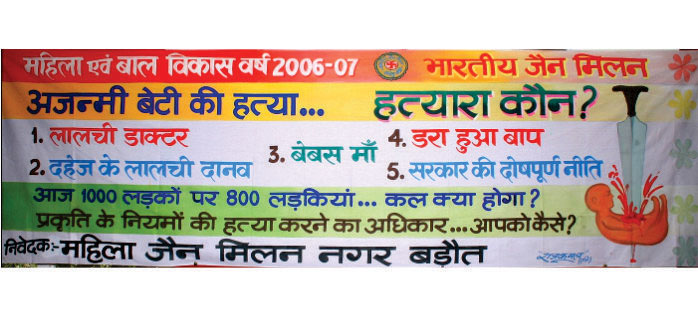 महिला एवं बाल विकास वर्ष 2006-07 भारतीय जैन मिलन
अजन्मी बेटी की हत्या... हत्यारा कौन?
1. लालची डाक्टर
2. दहेज के लालची दानव
3. बेबस माँ
4. डरा हुआ बाप
5. सरकार की दोषपूर्ण नीति
आज 1000 लड़कों पर 800 लड़कियां... कल क्या होगा?
प्रकृति के नियमों की हत्या करने का अधिकार... आपको कैसे?
निवेदकः- महिला जैन मिलन नगर बड़ौत